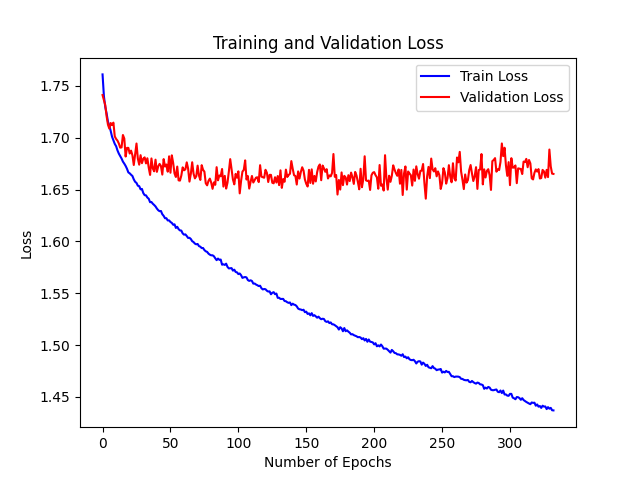 Training and Validation Loss
Train Loss
Validation Loss
Loss
1.75
1.70
1.65
1.60
1.55
1.50
1.45
0 50 100 150 200 250 300
Number of Epochs